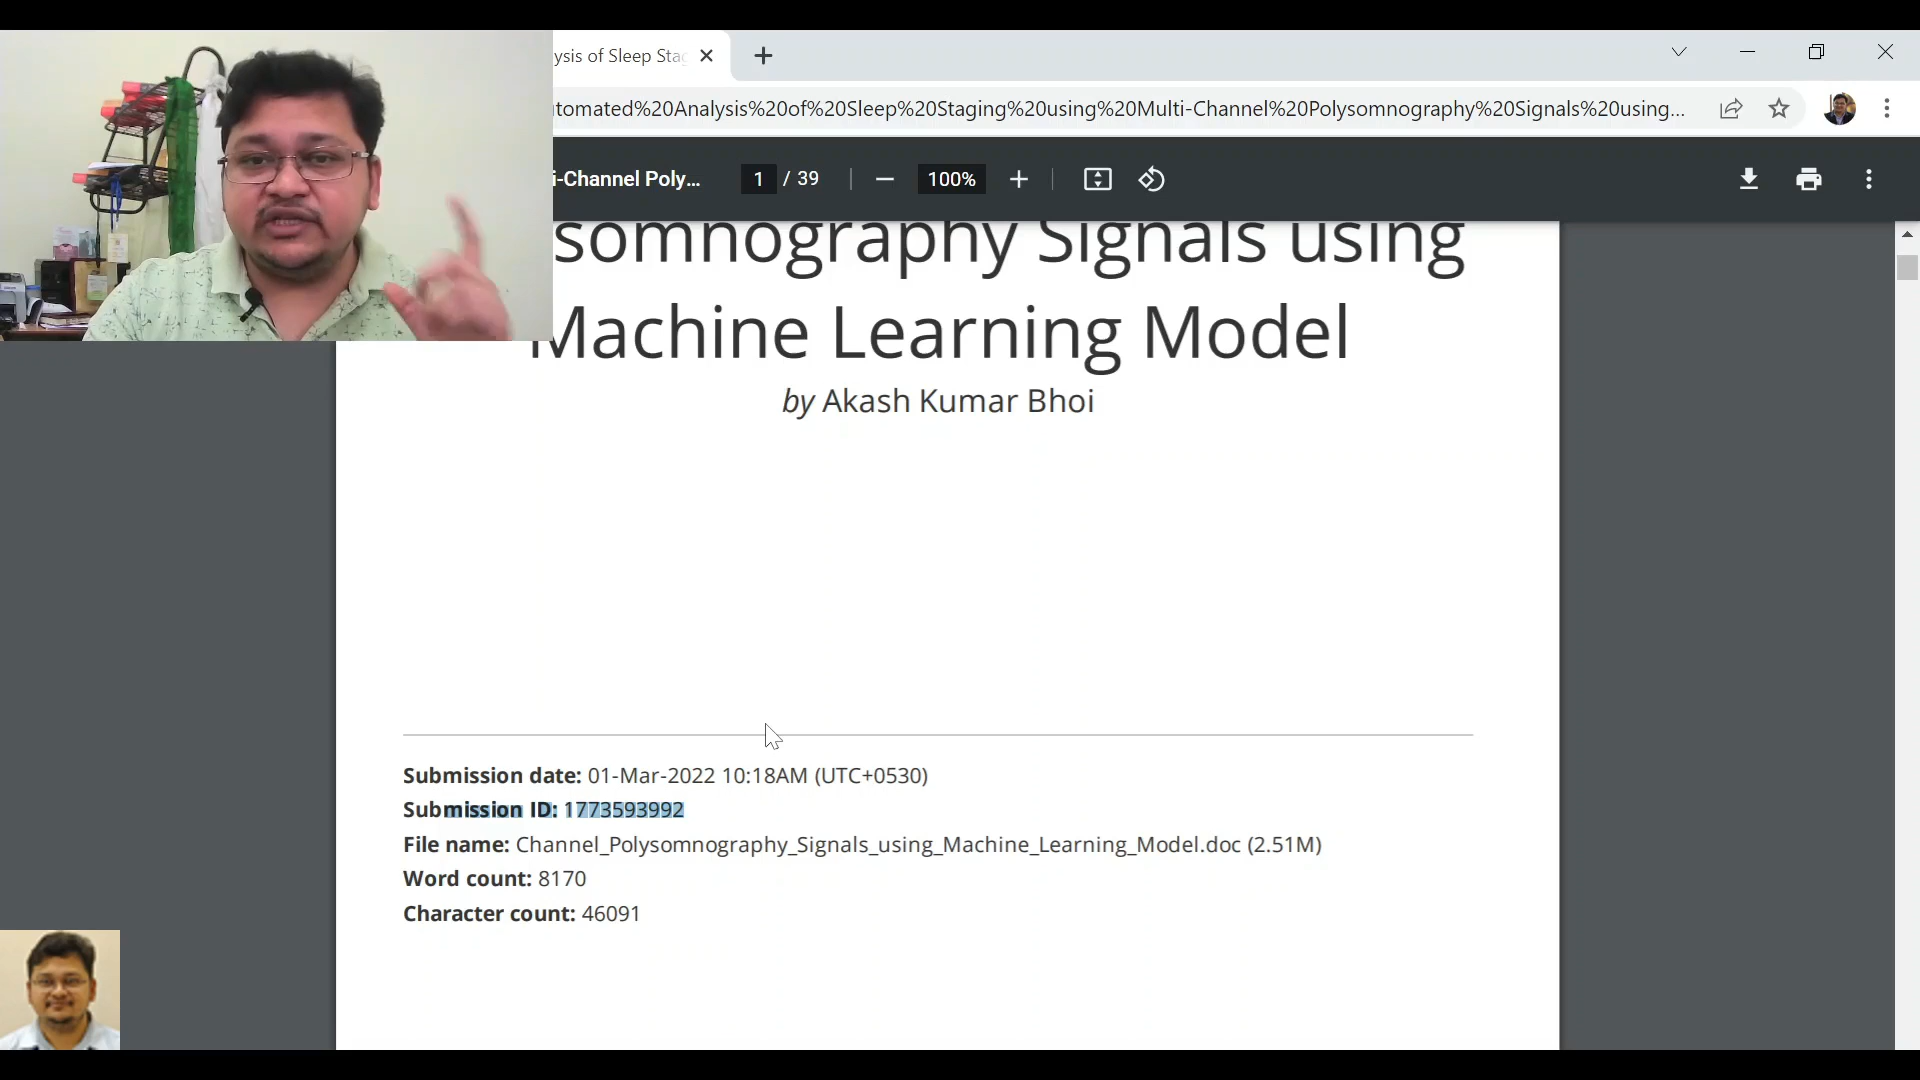 ysis of Sleep Stag
tomated%20Analysis%20of%20Sleep%20Staging%20using%20Multi-Channel%20Polysomnography%20Signals%20using...
i-Channel Poly... 1 / 39 100%
somnography Signals using
Machine Learning Model
by Akash Kumar Bhoi
Submission date: 01-Mar-2022 10:18AM (UTC+0530)
Submission ID: 1773593992
File name: Channel_Polysomnography_Signals_using_Machine_Learning_Model.doc (2.51M)
Word count: 8170
Character count: 46091